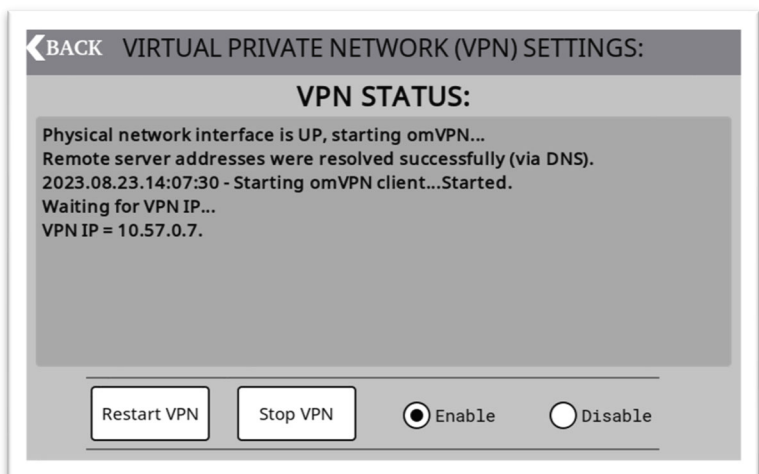 BACK VIRTUAL PRIVATE NETWORK (VPN) SETTINGS:
VPN STATUS:
Physical network interface is UP, starting omVPN...
Remote server addresses were resolved successfully (via DNS).
2023.08.23.14:07:30 - Starting omVPN client...Started.
Waiting for VPN IP...
VPN IP = 10.57.0.7.
Restart VPN Stop VPN Enable Disable